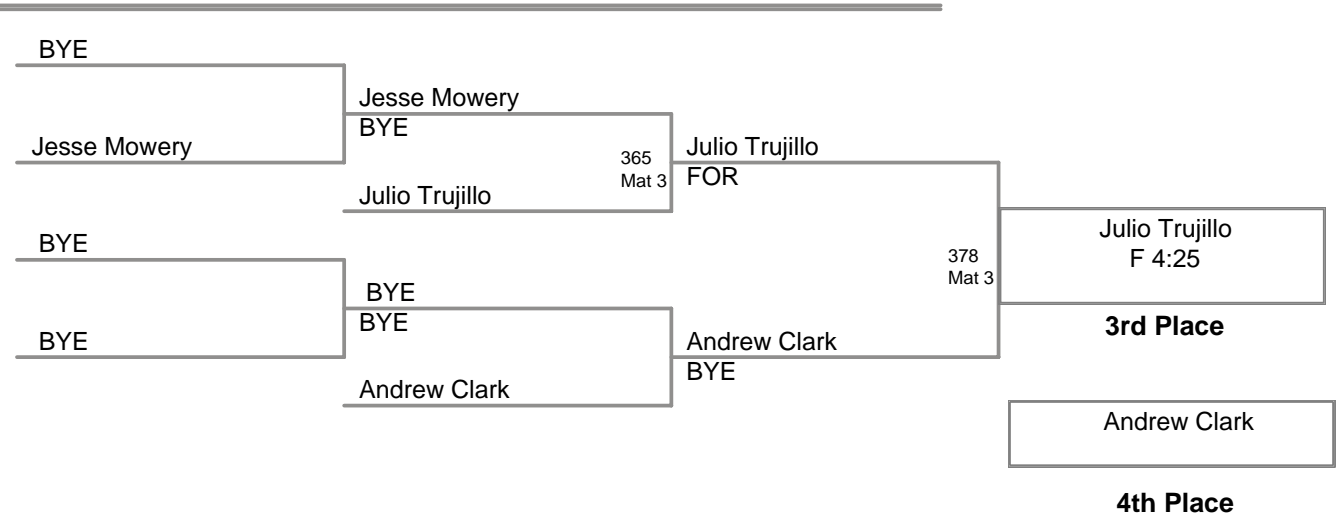 BYE
Jesse Mowery
BYE
BYE
Jesse Mowery
BYE
Julio Trujillo
BYE
BYE
Andrew Clark
365
Mat 3
Julio Trujillo
FOR
Andrew Clark
BYE
378
Mat 3
Julio Trujillo
F 4:25
3rd Place
Andrew Clark
4th Place